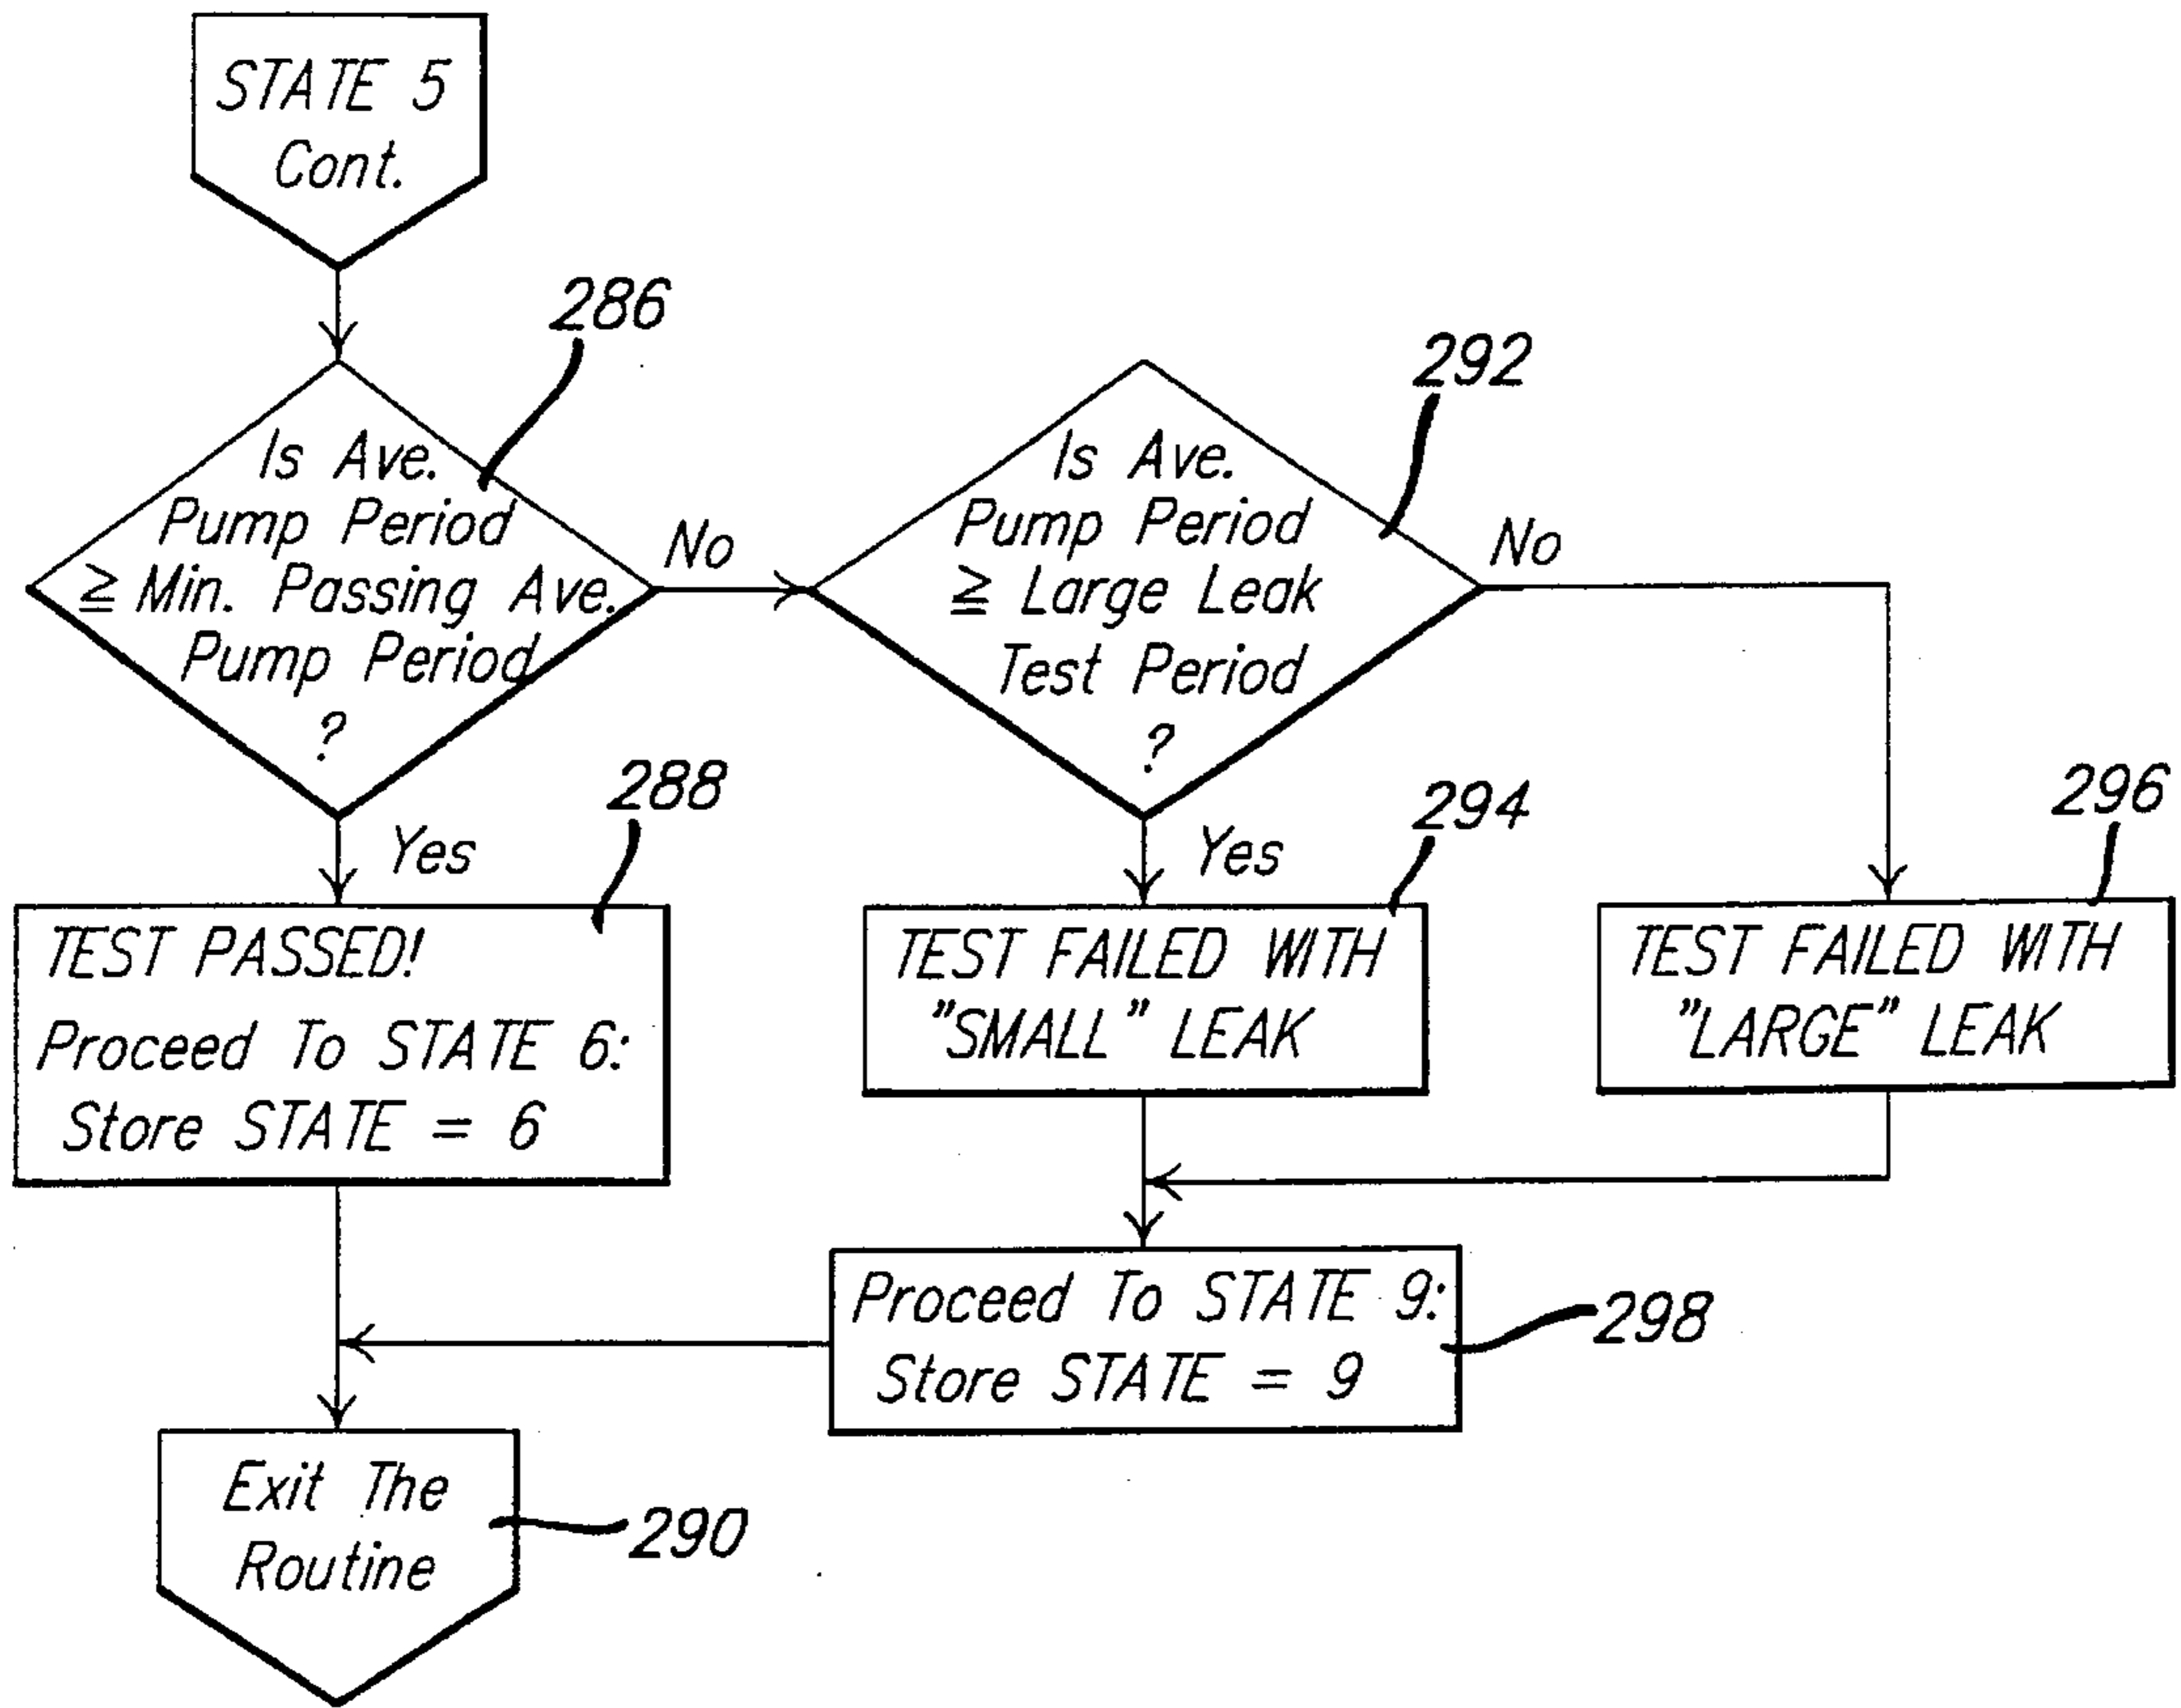 STATE 5
Cont.
286
Is Ave.
Pump Period
≧ Min. Passing Ave.
Pump Period
?
No
292
Is Ave.
Pump Period
≧ Large Leak
Test Period
?
No
Yes
288
TEST PASSED!
Proceed To STATE 6:
Store STATE = 6
Yes
294
TEST FAILED WITH
"SMALL" LEAK
296
TEST FAILED WITH
"LARGE" LEAK
Proceed To STATE 9:
Store STATE = 9
298
Exit The
Routine
290